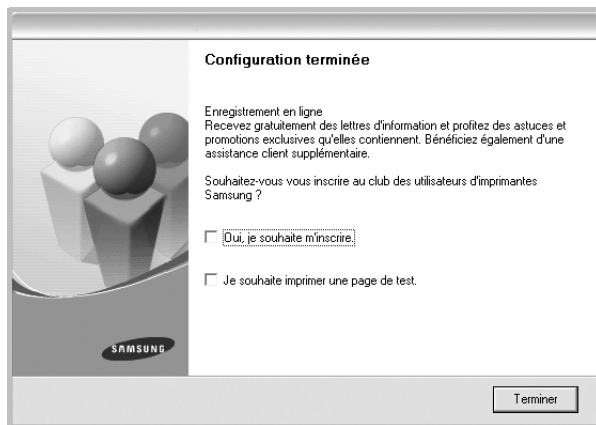 Configuration terminée
Enregistrement en ligne
Recevez gratuitement des lettres d'information et profitez des astuces et
promotions exclusives qu'elles contiennent. Bénéficiez également d'une
assistance client supplémentaire.
Souhaitez-vous vous inscrire au club des utilisateurs d'imprimantes
Samsung ?
Oui, je souhaite m'inscrire.
Je souhaite imprimer une page de test.
SAMSUNG
Terminer